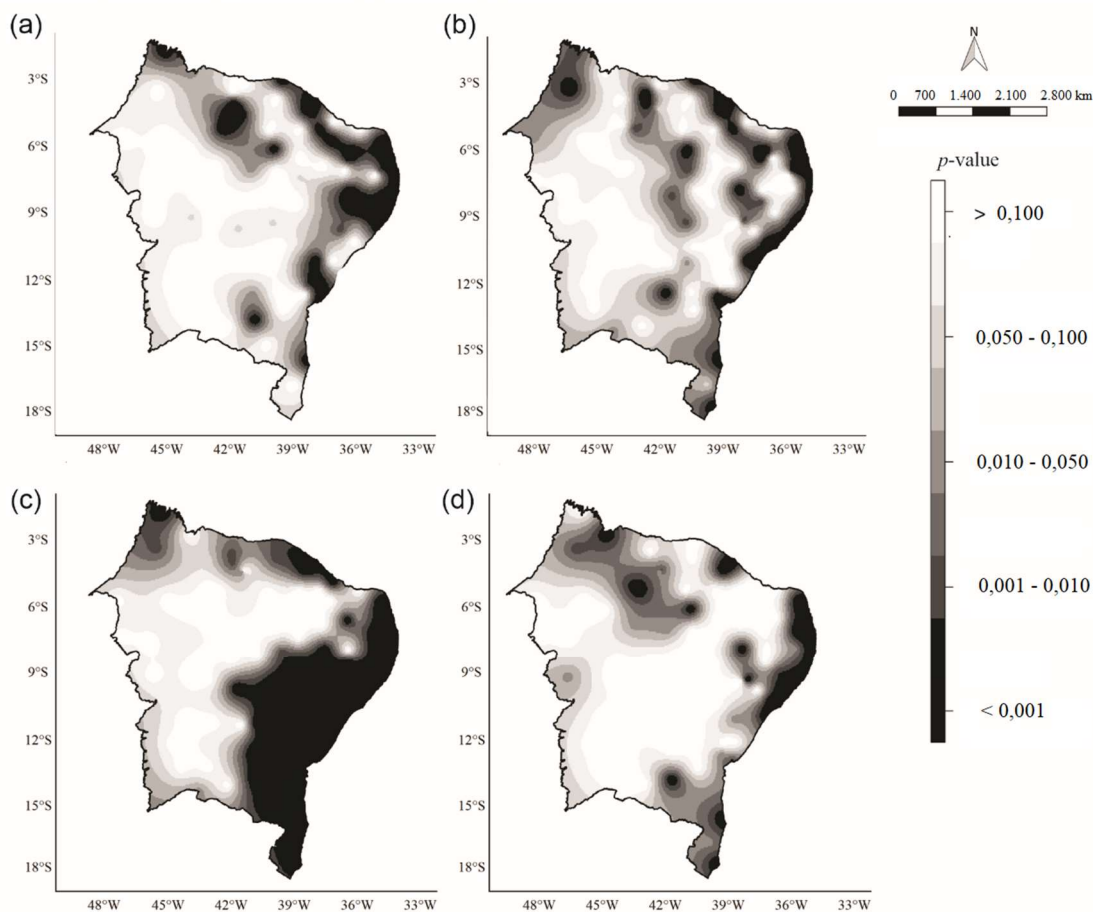 (a)
3°S
6°S
9°S
12°S
15°S
18°S
48°W 45°W 42°W 39°W 36°W 33°W
(b)
3°S
6°S
9°S
12°S
15°S
18°S
48°W 45°W 42°W 39°W 36°W 33°W
N
0 700 1.400 2.100 2.800 km
p-value
> 0,100
0,050 - 0,100
0,010 - 0,050
0,001 - 0,010
< 0,001
(c)
3°S
6°S
9°S
12°S
15°S
18°S
48°W 45°W 42°W 39°W 36°W 33°W
(d)
3°S
6°S
9°S
12°S
15°S
18°S
48°W 45°W 42°W 39°W 36°W 33°W